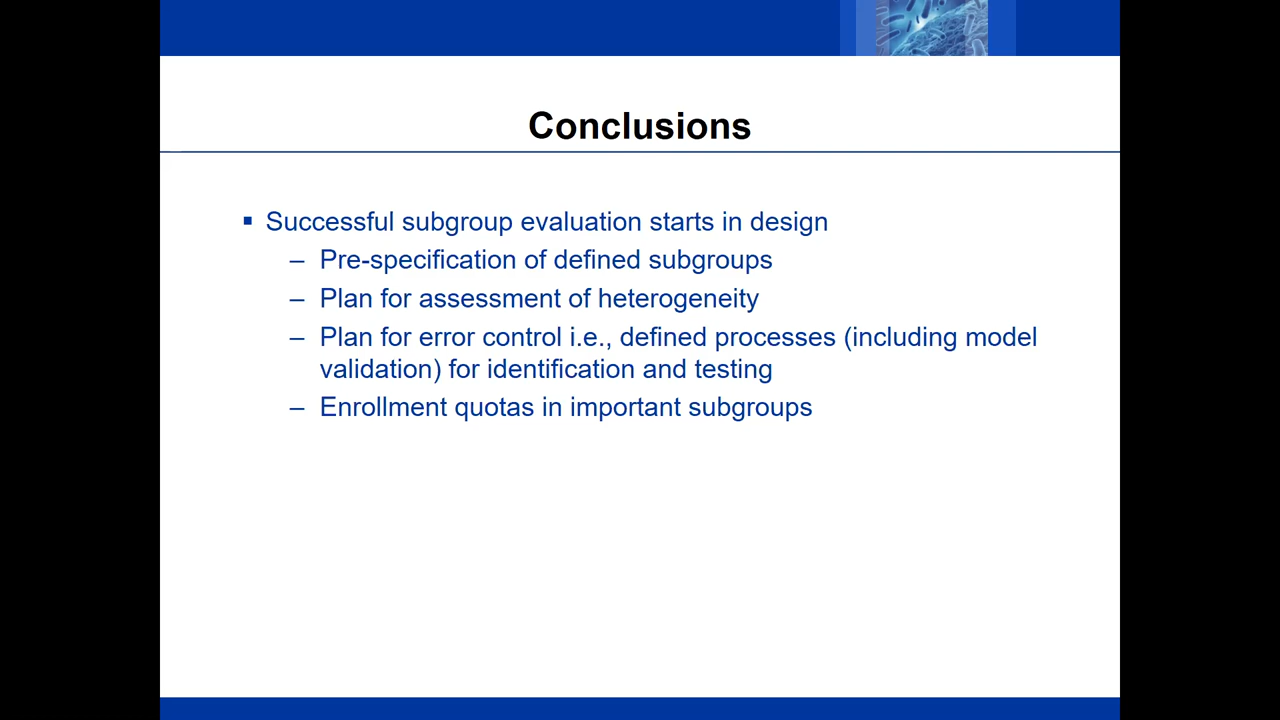 Conclusions
▪ Successful subgroup evaluation starts in design
– Pre-specification of defined subgroups
– Plan for assessment of heterogeneity
– Plan for error control i.e., defined processes (including model
validation) for identification and testing
– Enrollment quotas in important subgroups